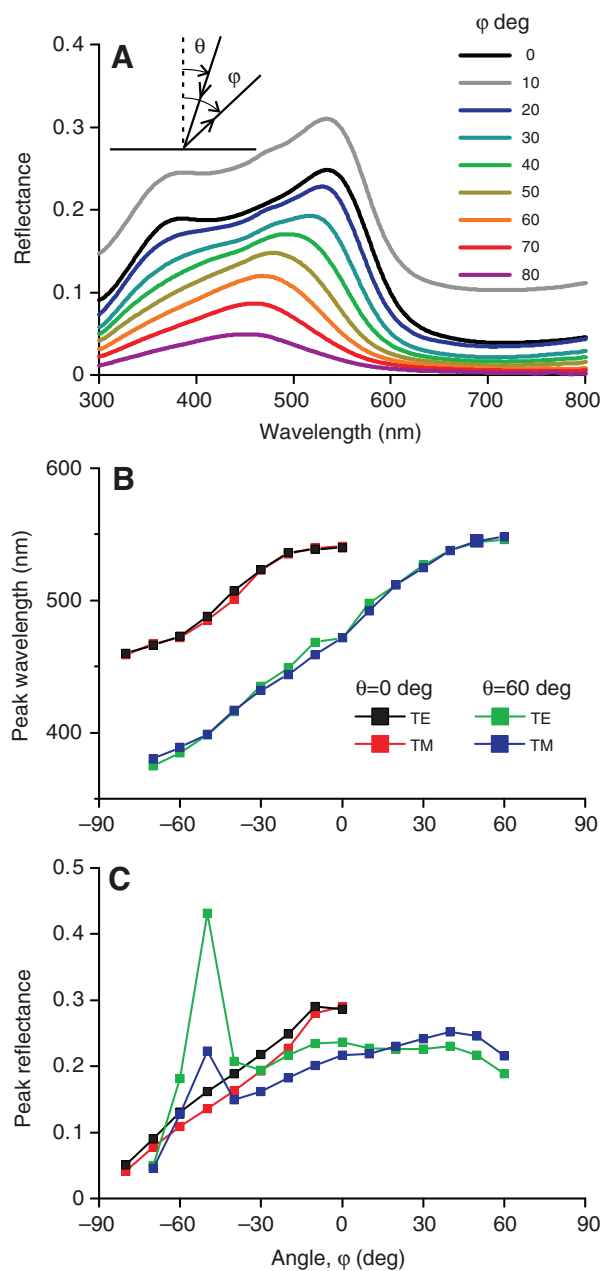 A
θ
φ
φ deg
0
10
20
30
40
50
60
70
80
Reflectance
0.4
0.3
0.2
0.1
0
300 400 500 600 700 800
Wavelength (nm)
B
Peak wavelength (nm)
600
500
400
θ=0 deg θ=60 deg
TE TE
TM TM
–90 –60 –30 0 30 60 90
C
Peak reflectance
0.5
0.4
0.3
0.2
0.1
0
–90 –60 –30 0 30 60 90
Angle, φ (deg)